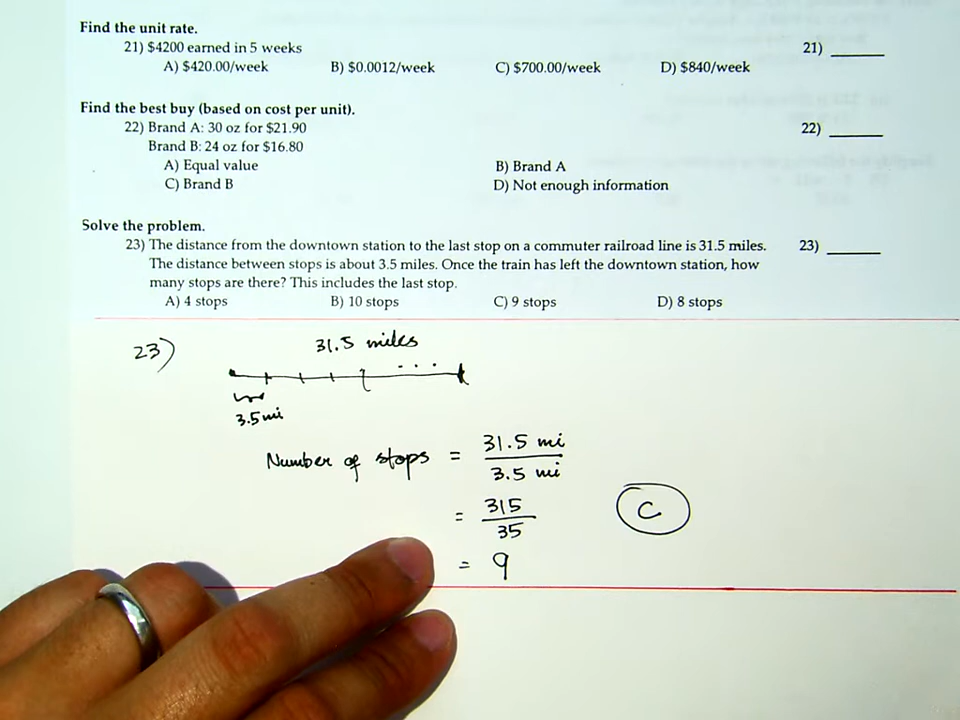 Find the unit rate.
21) $4200 earned in 5 weeks 21) ______
A) $420.00/week B) $0.0012/week C) $700.00/week D) $840/week
Find the best buy (based on cost per unit).
22) Brand A: 30 oz for $21.90 22) ______
Brand B: 24 oz for $16.80
A) Equal value B) Brand A
C) Brand B D) Not enough information
Solve the problem.
23) The distance from the downtown station to the last stop on a commuter railroad line is 31.5 miles. 23) ______
The distance between stops is about 3.5 miles. Once the train has left the downtown station, how
many stops are there? This includes the last stop.
A) 4 stops B) 10 stops C) 9 stops D) 8 stops
23) 31.5 miles
3.5 mi
Number of stops = 31.5 mi / 3.5 mi
= 315 / 35
C
= 9